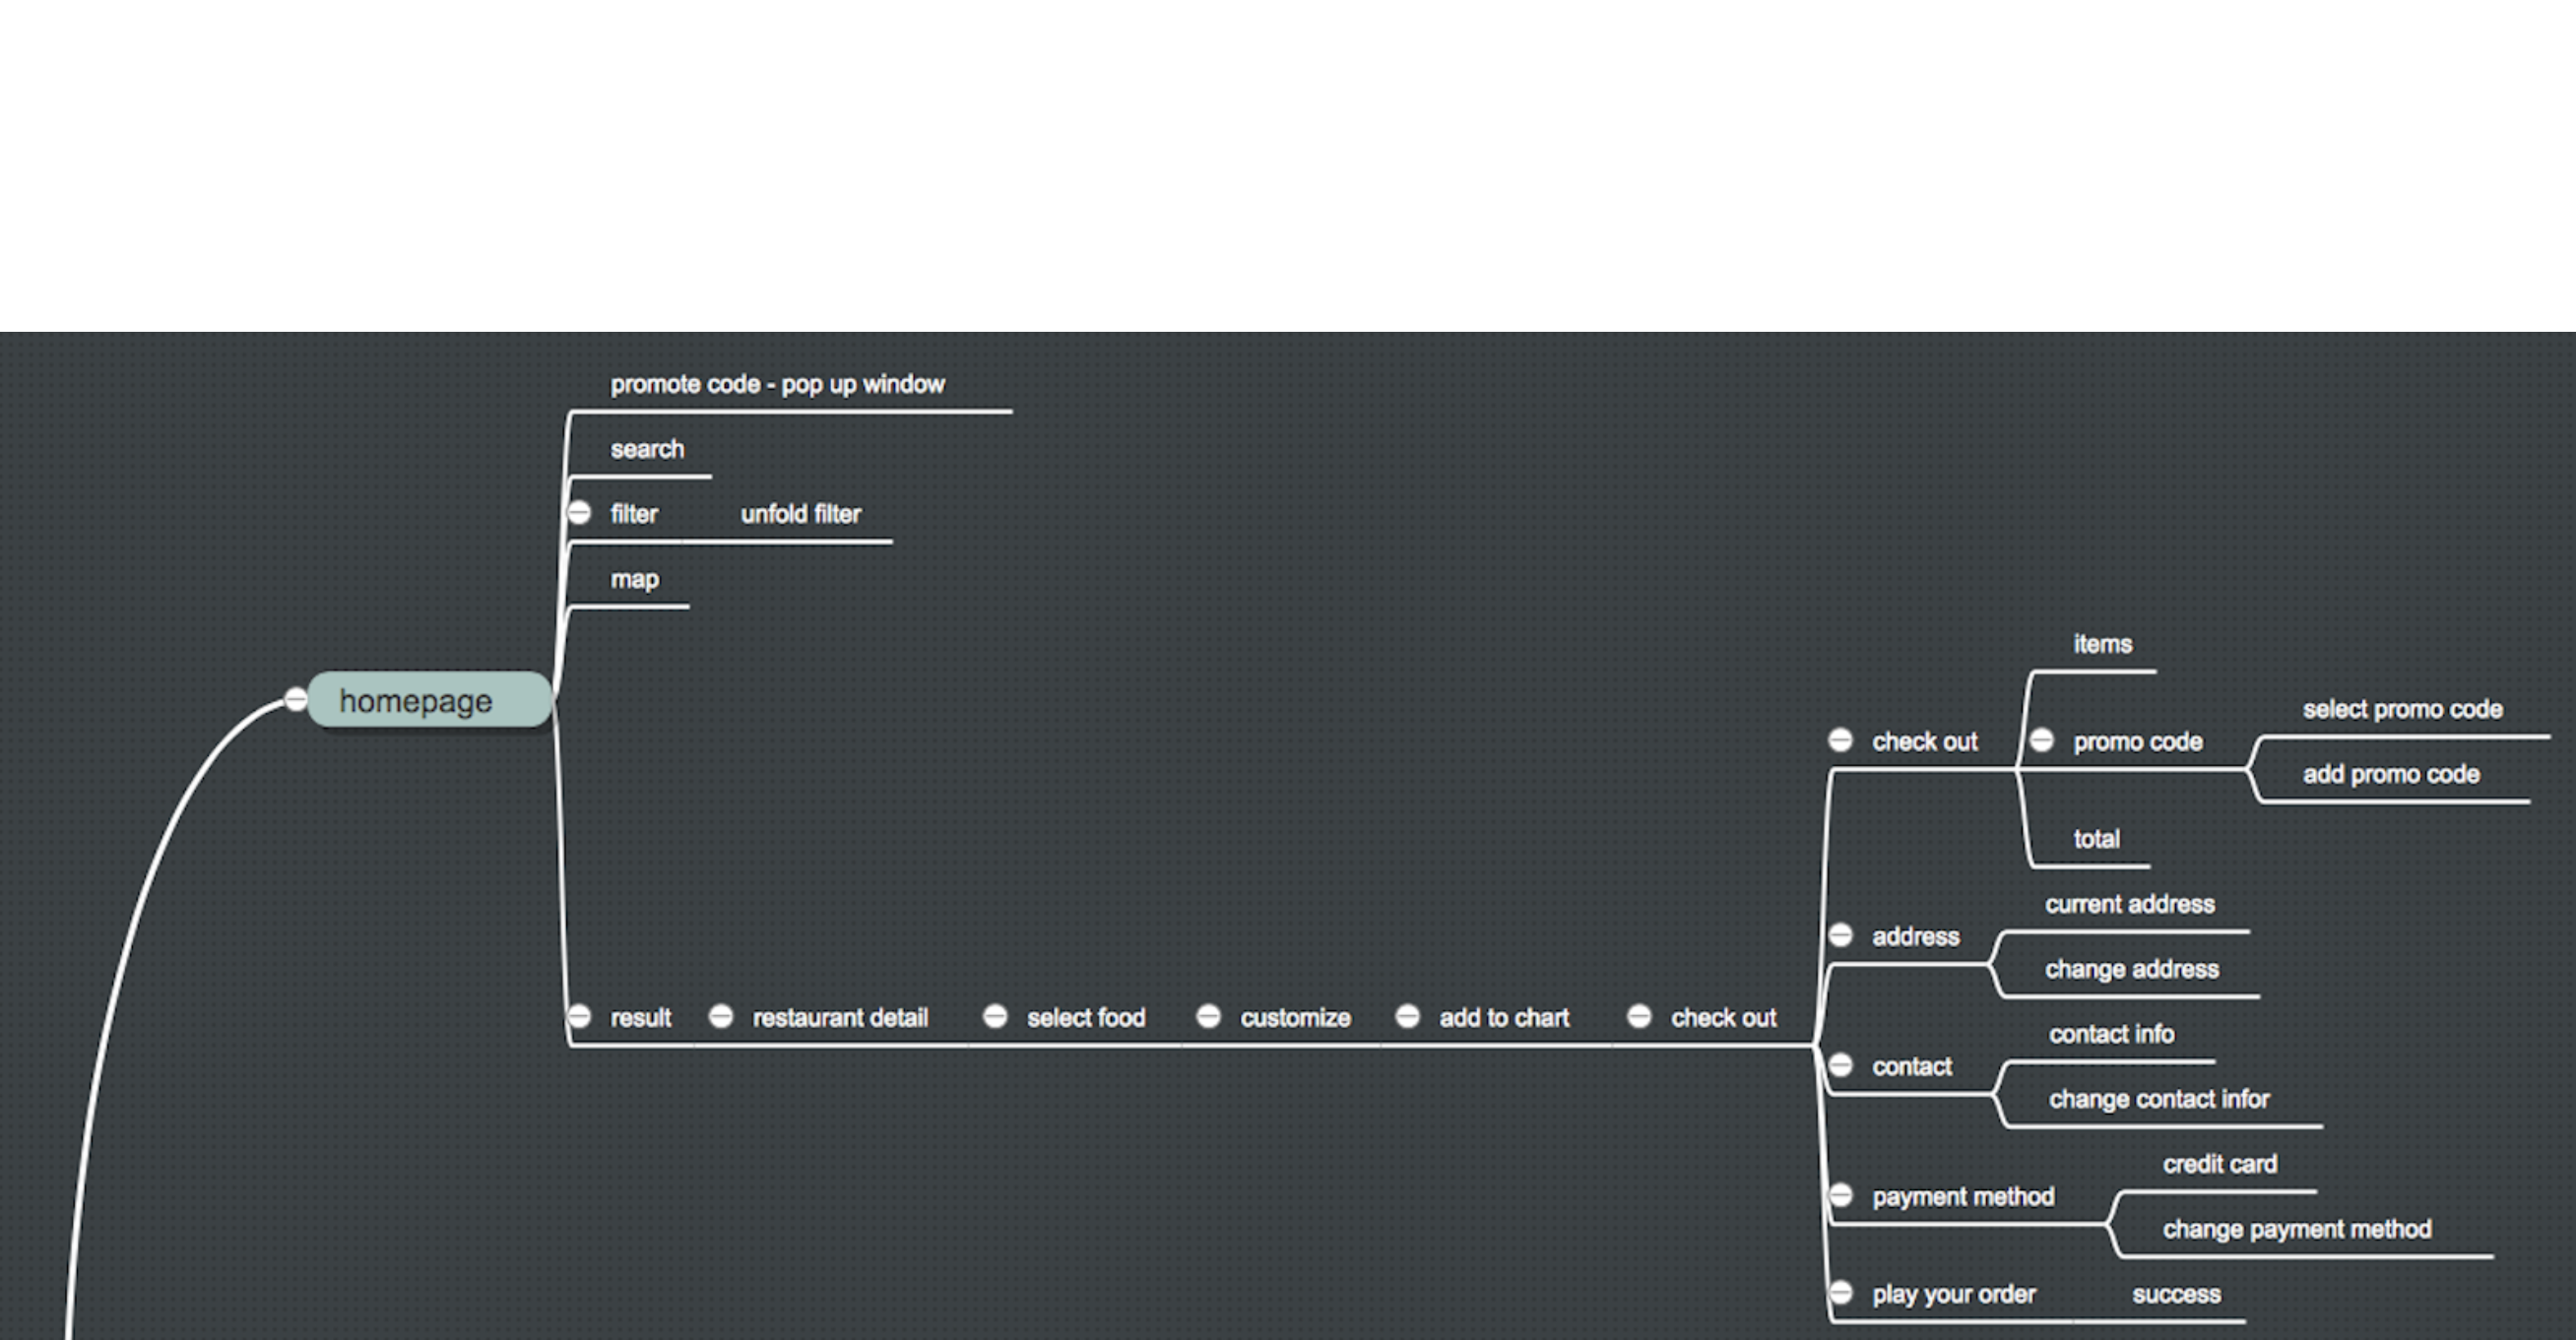 promote code - pop up window
search
filter
unfold filter
map
homepage
result
restaurant detail
select food
customize
add to chart
check out
check out
items
promo code
select promo code
add promo code
total
address
current address
change address
contact
contact info
change contact infor
payment method
credit card
change payment method
play your order
success